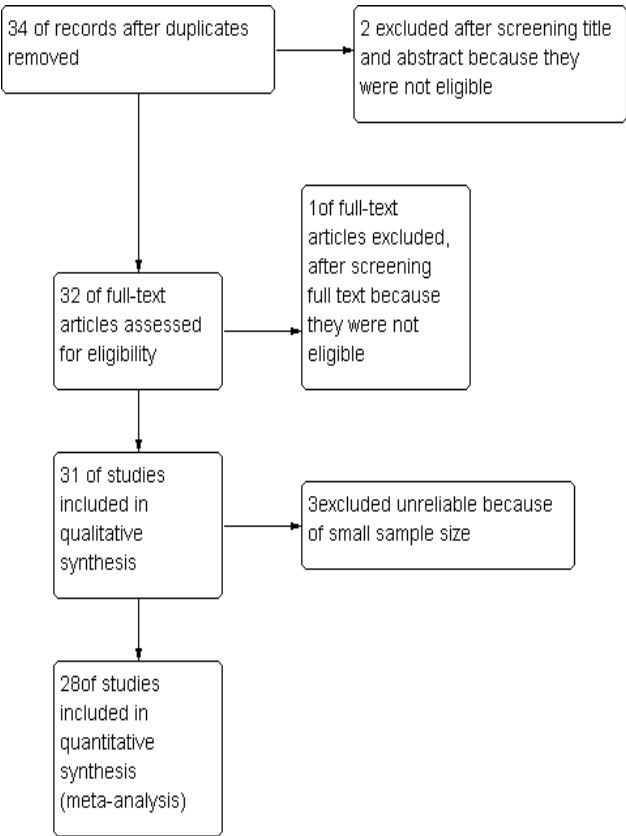 34 of records after duplicates
removed
2 excluded after screening title
and abstract because they
were not eligible
1of full-text
articles excluded,
after screening
full text because
they were not
eligible
32 of full-text
articles assessed
for eligibility
31 of studies
included in
qualitative
synthesis
3excluded unreliable because
of small sample size
28of studies
included in
quantitative
synthesis
(meta-analysis)